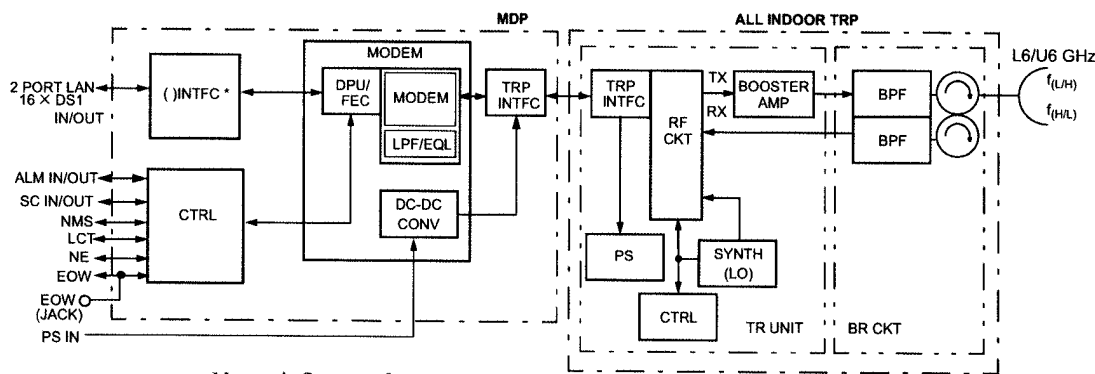 MDP
ALL INDOOR TRP
MODEM
L6/U6 GHz
2 PORT LAN
16 × DS1
IN/OUT
( )INTFC *
DPU/
FEC
MODEM
LPF/EQL
TRP
INTFC
TRP
INTFC
RF
CKT
TX
RX
BOOSTER
AMP
BPF
BPF
f(L/H)
f(H/L)
ALM IN/OUT
SC IN/OUT
NMS
LCT
NE
EOW
EOW
(JACK)
PS IN
CTRL
DC-DC
CONV
PS
SYNTH
(LO)
CTRL
TR UNIT
BR CKT